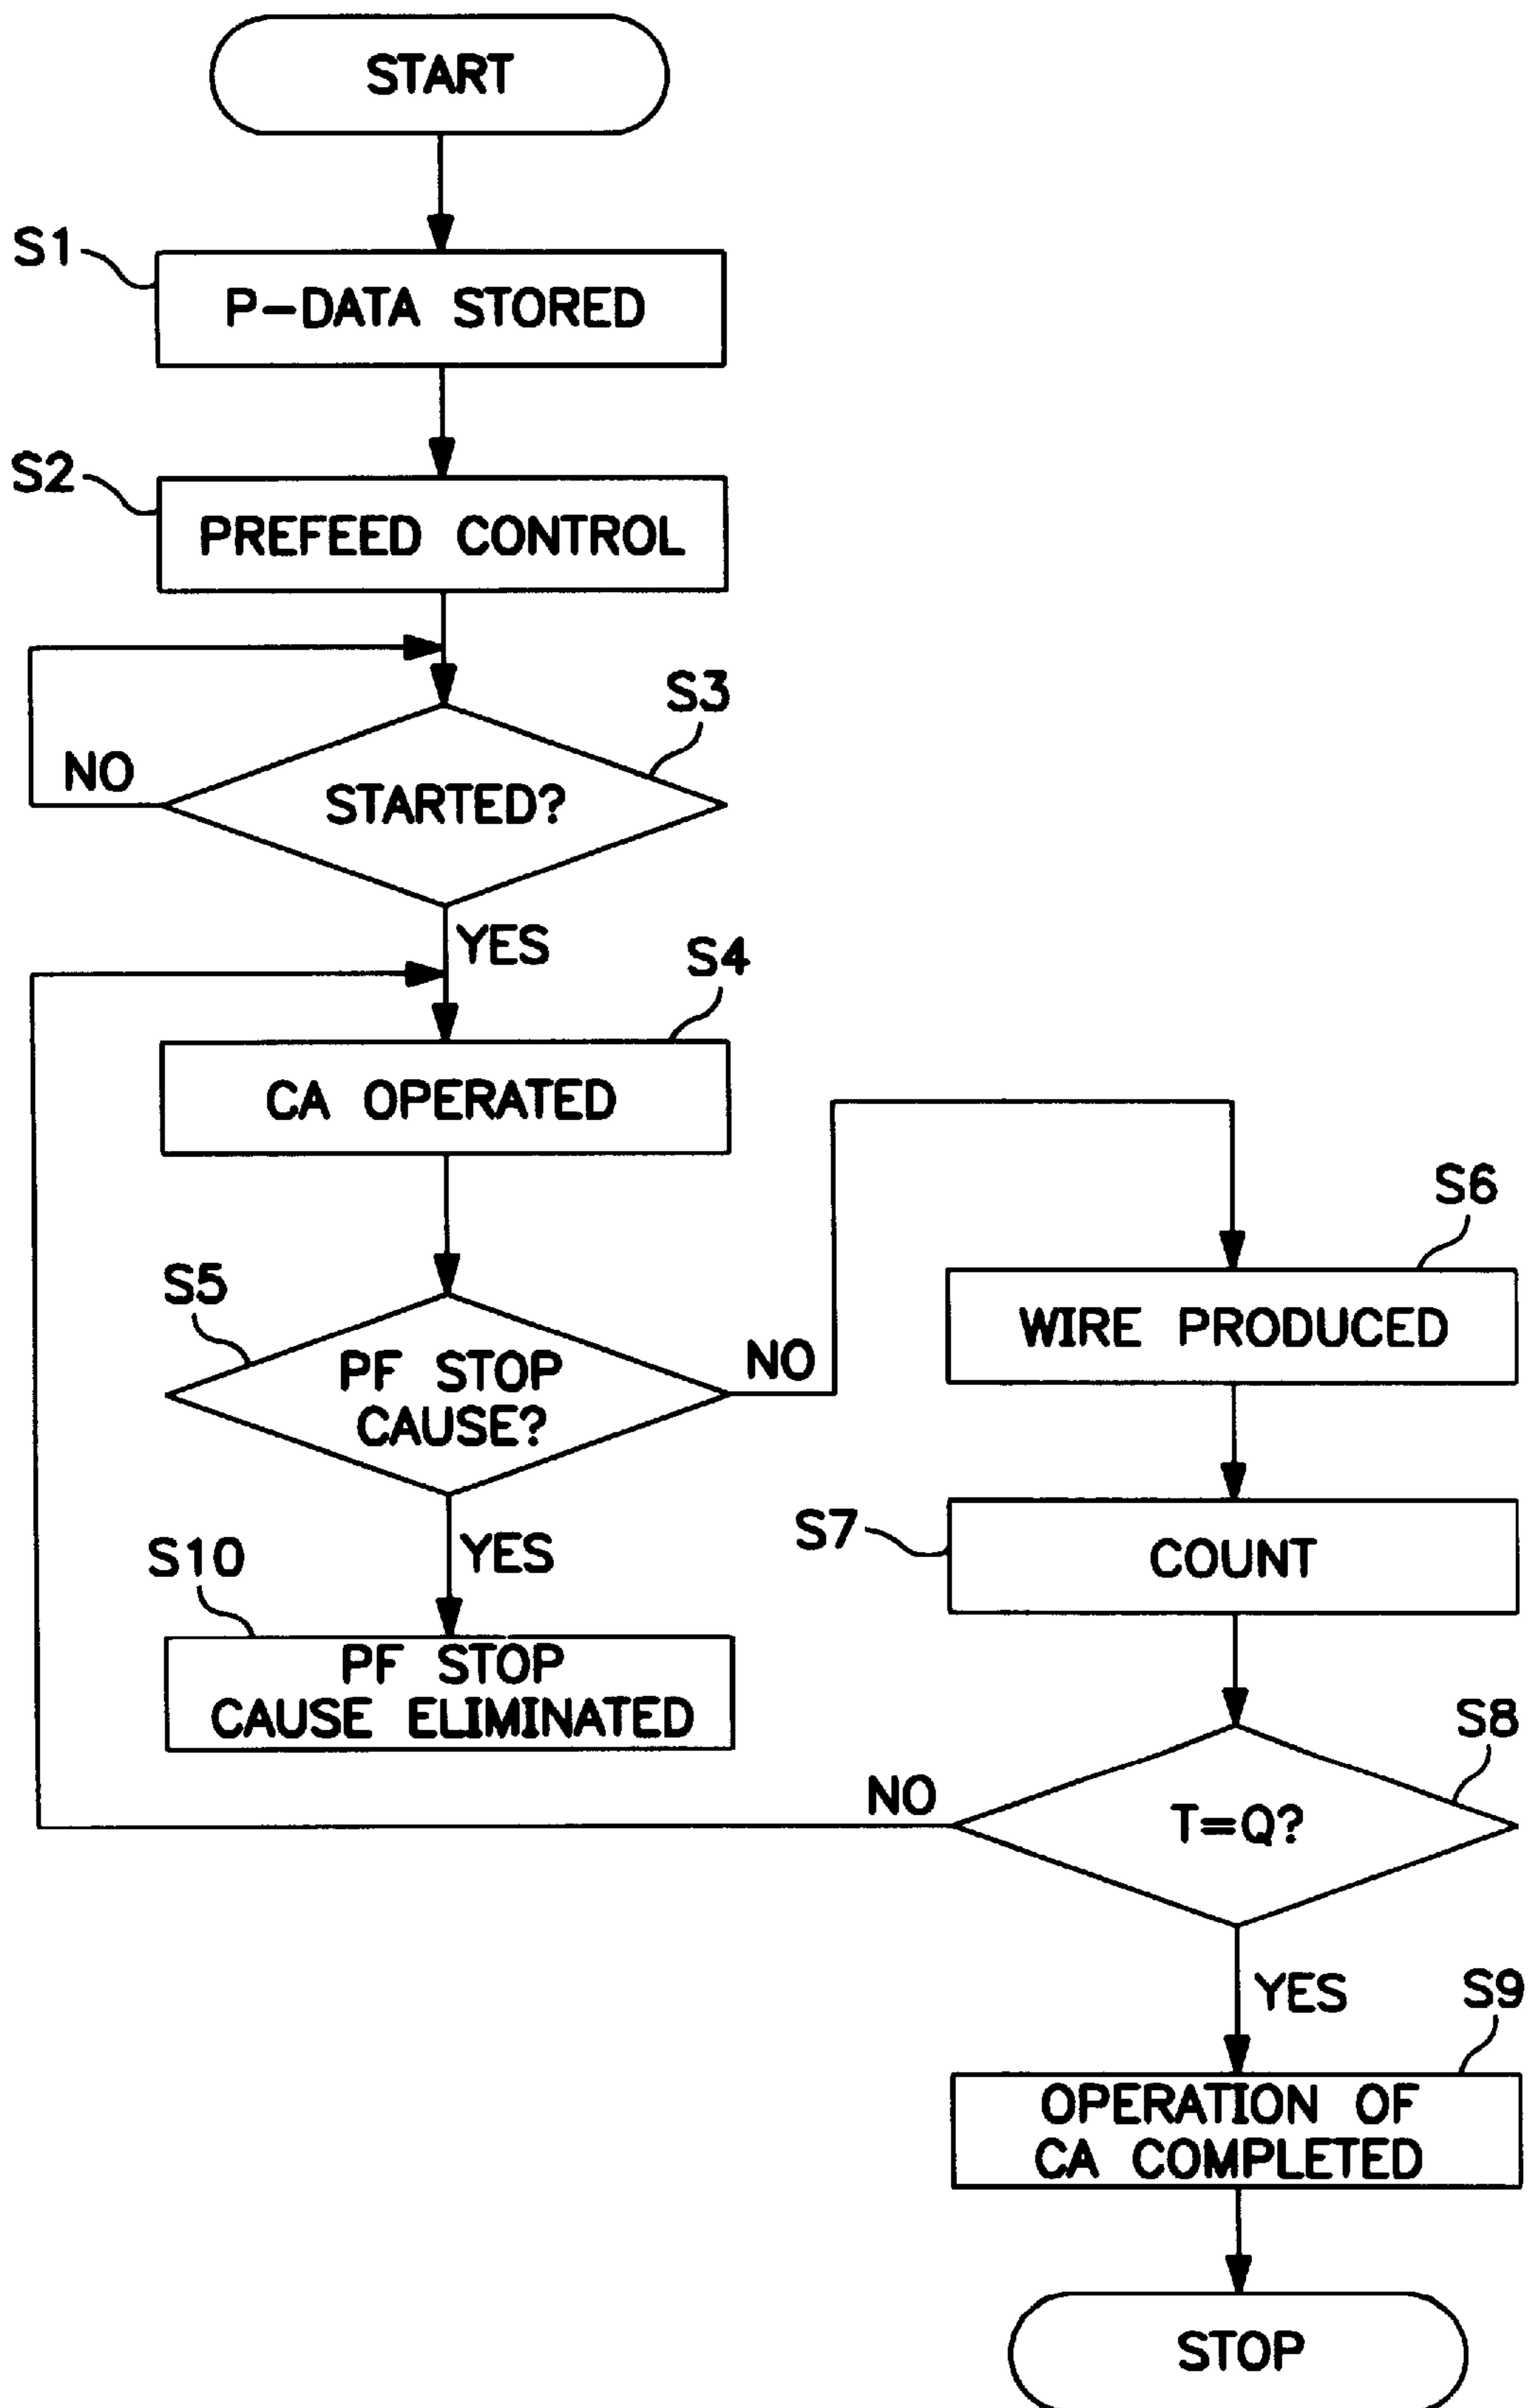 START
S1
P-DATA STORED
S2
PREFEED CONTROL
S3
NO
STARTED?
YES
S4
CA OPERATED
S6
WIRE PRODUCED
S5
PF STOP
CAUSE?
NO
S7
COUNT
YES
S10
PF STOP
CAUSE ELIMINATED
S8
NO
T=Q?
YES
S9
OPERATION OF
CA COMPLETED
STOP